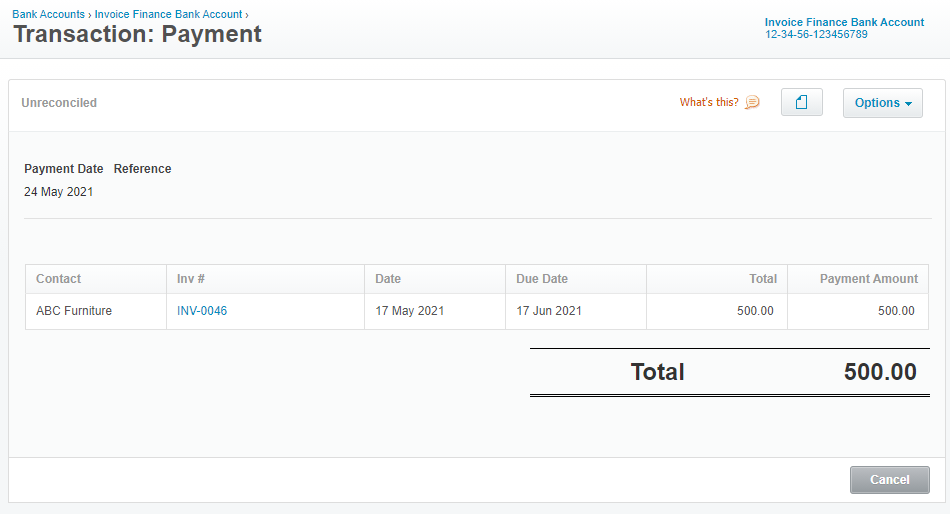 Bank Accounts › Invoice Finance Bank Account ›
Transaction: Payment
Invoice Finance Bank Account
12-34-56-123456789
Unreconciled
What's this?
Options
Payment Date Reference
24 May 2021
Contact Inv # Date Due Date Total Payment Amount
ABC Furniture INV-0046 17 May 2021 17 Jun 2021 500.00 500.00
Total 500.00
Cancel